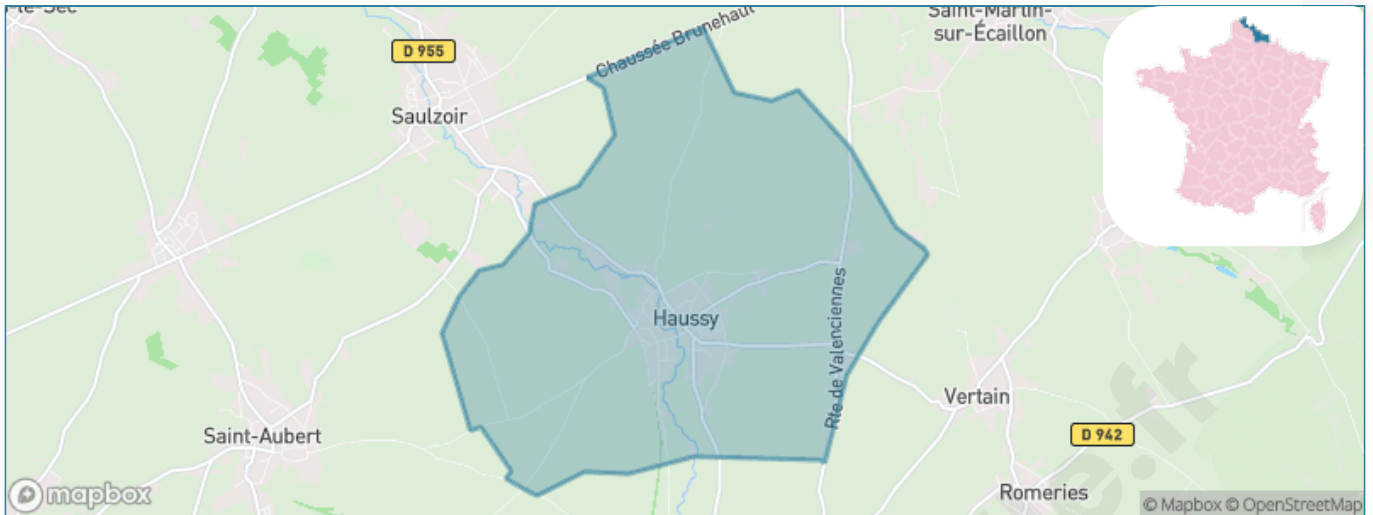 D 955
Chaussée Brunehaut
Saint-Martin-
sur-Écaillon
Saulzoir
Haussy
Rte de Valenciennes
Vertain
Saint-Aubert
D 942
Romeries
mapbox
© Mapbox © OpenStreetMap